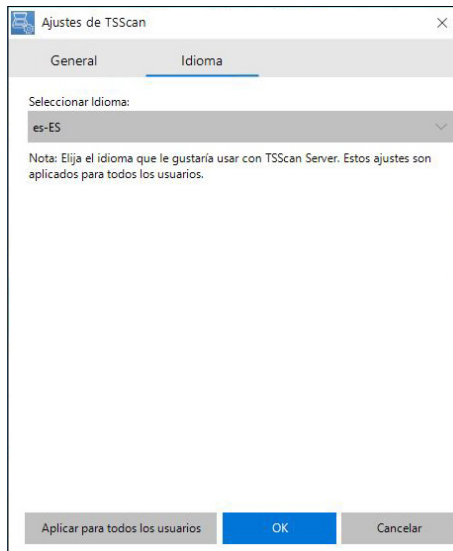 Ajustes de TSScan
General
Idioma
Seleccionar Idioma:
es-ES
Nota: Elija el idioma que le gustaría usar con TSScan Server. Estos ajustes son
aplicados para todos los usuarios.
Aplicar para todos los usuarios
OK
Cancelar